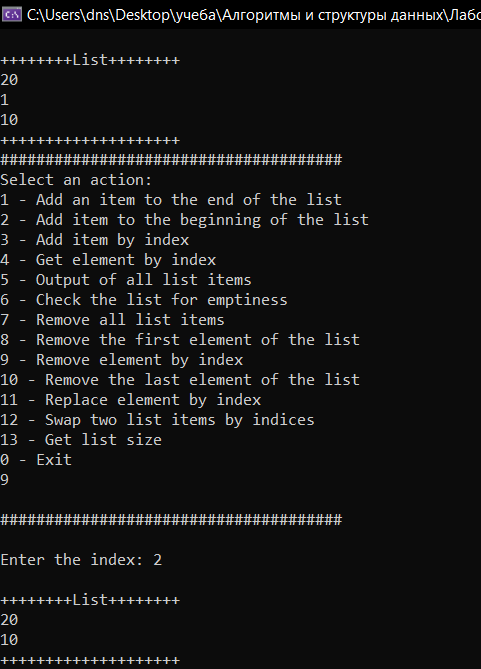 C:\Users\dns\Desktop\учеба\Алгоритмы и структуры данных\Лабо
++++++++List++++++++
20
1
10
++++++++++++++++++++
######################################
Select an action:
1 - Add an item to the end of the list
2 - Add item to the beginning of the list
3 - Add item by index
4 - Get element by index
5 - Output of all list items
6 - Check the list for emptiness
7 - Remove all list items
8 - Remove the first element of the list
9 - Remove element by index
10 - Remove the last element of the list
11 - Replace element by index
12 - Swap two list items by indices
13 - Get list size
0 - Exit
9
######################################
Enter the index: 2
++++++++List++++++++
20
10
++++++++++++++++++++